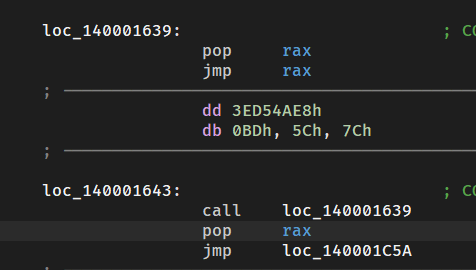 loc_140001639: ; CO
pop rax
jmp rax
;
dd 3ED54AE8h
db 0BDh, 5Ch, 7Ch
;
loc_140001643: ; CO
call loc_140001639
pop rax
jmp loc_140001C5A
;